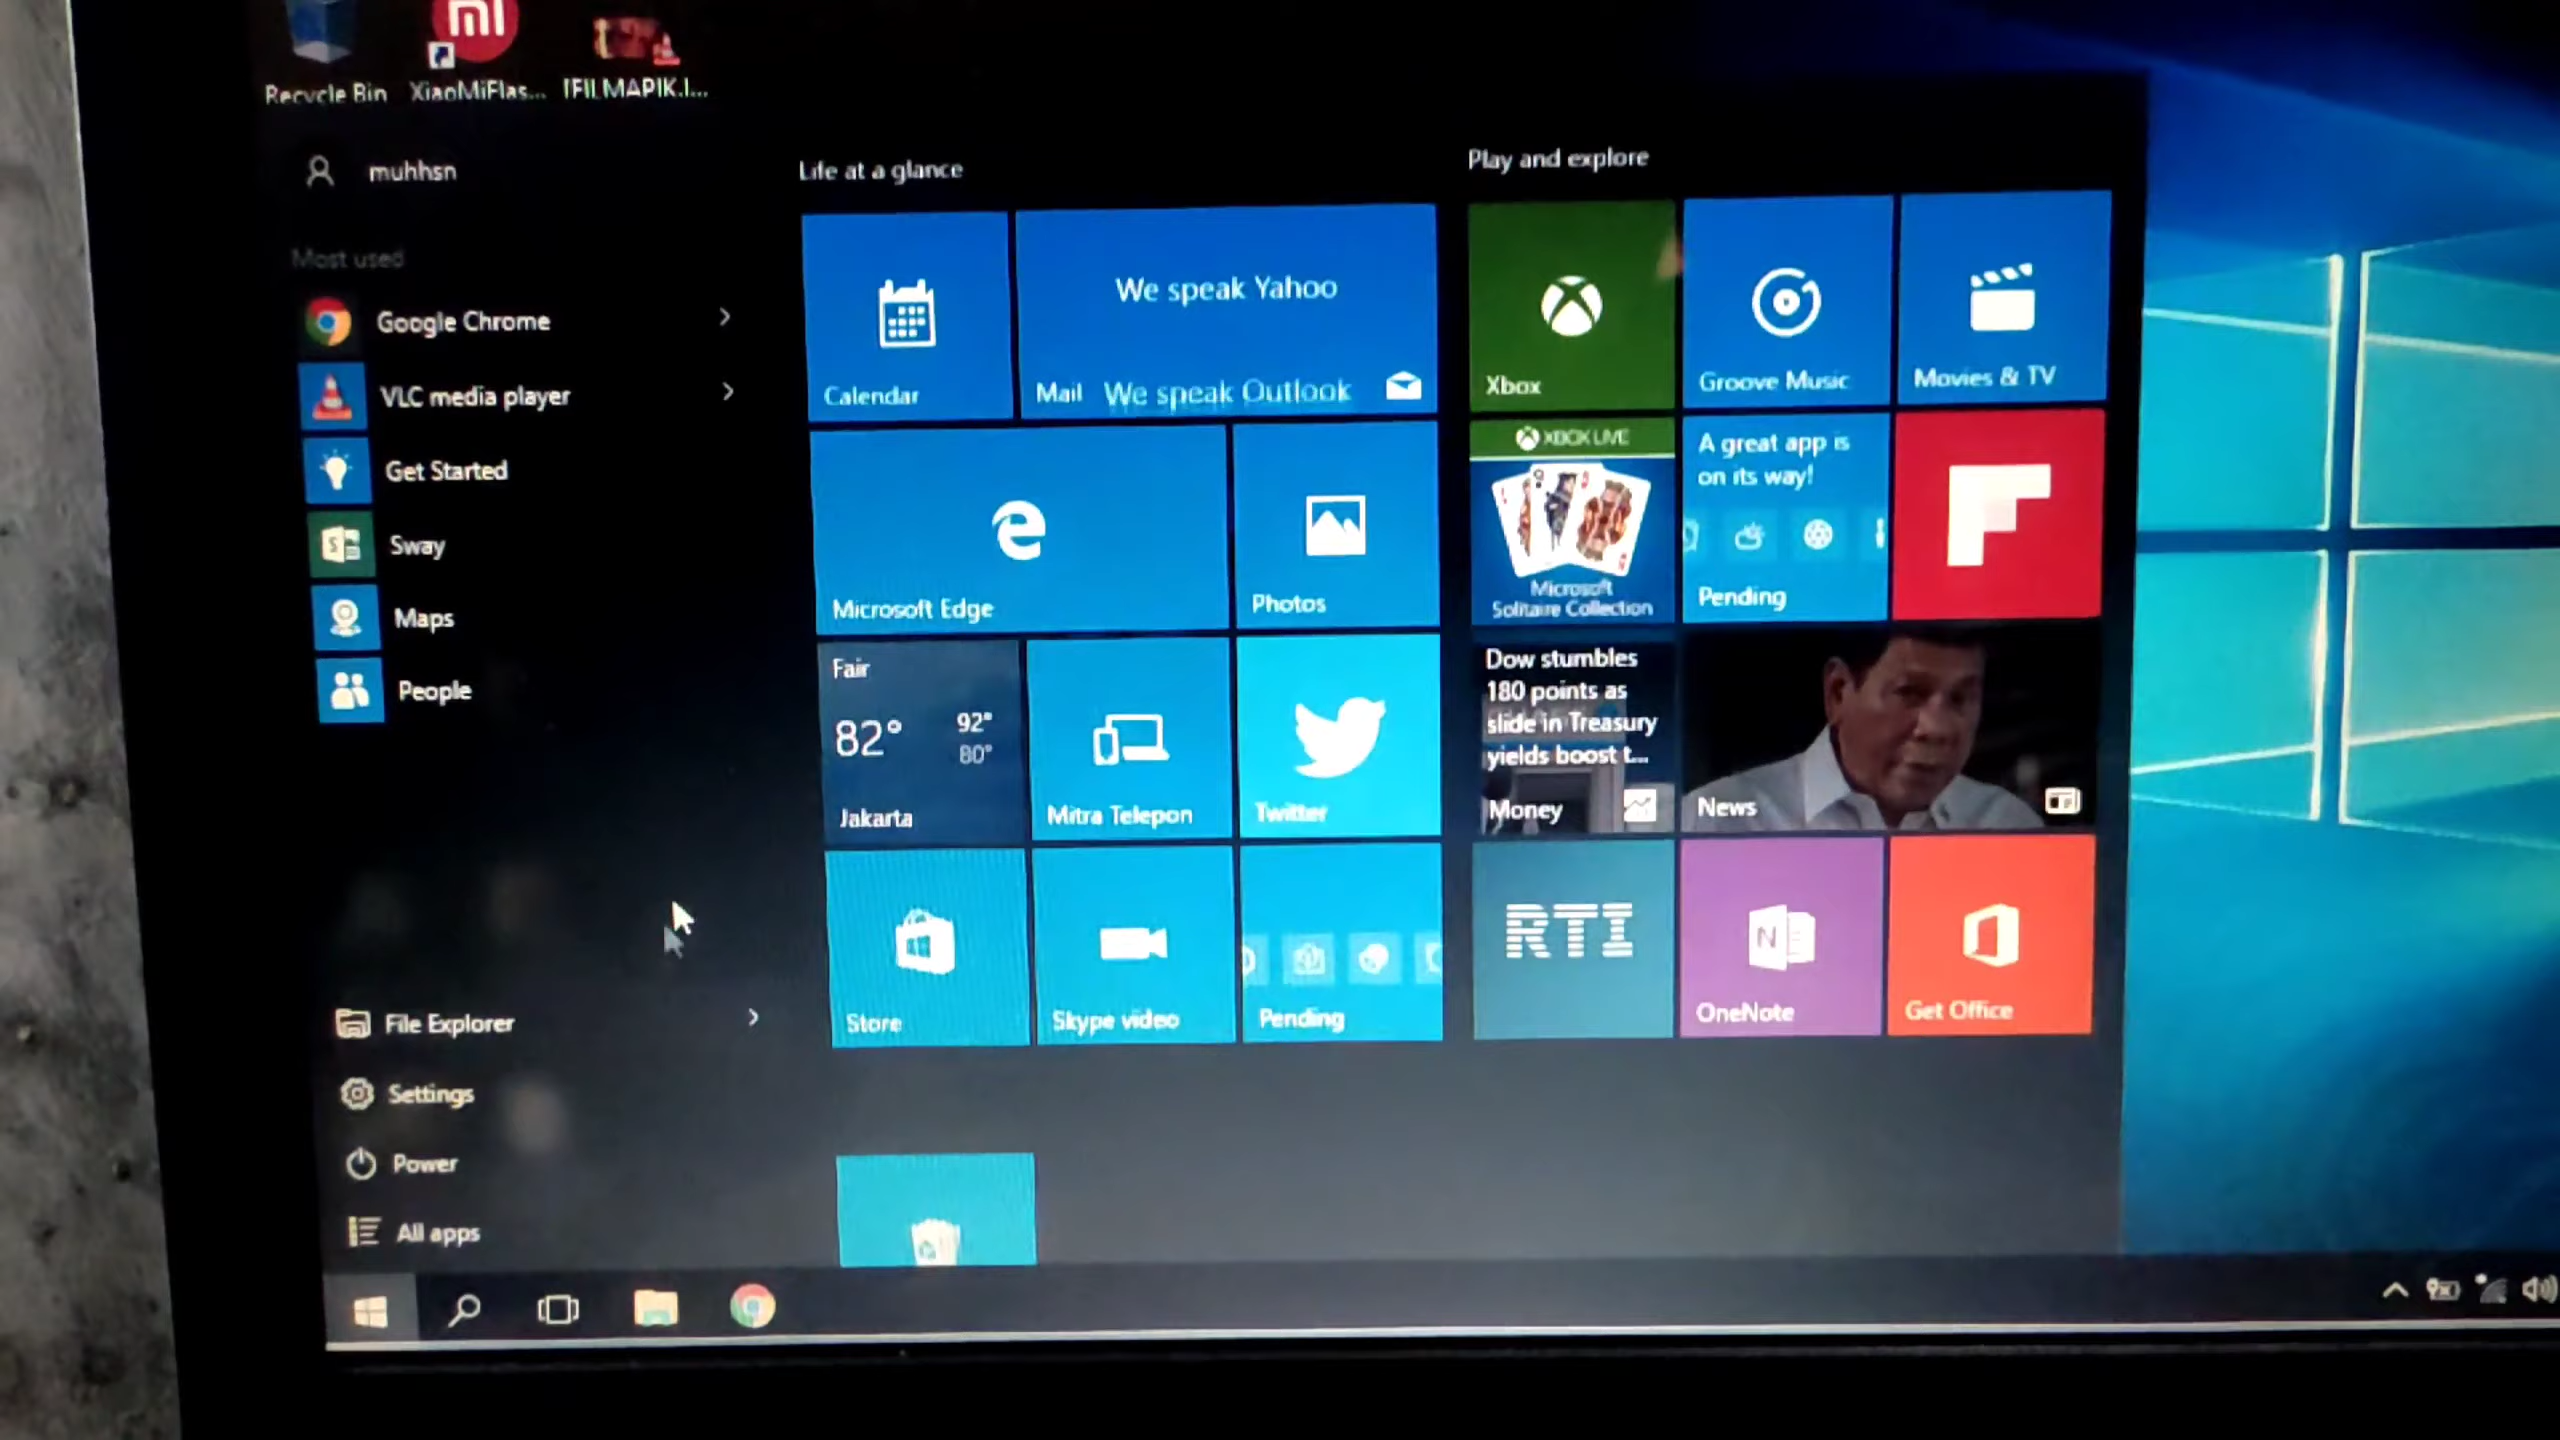 Recycle Bin
XiaoMiFlas...
[FILMAPIK.I...
muhhsn
Most used
Google Chrome
VLC media player
Get Started
Sway
Maps
People
File Explorer
Settings
Power
All apps
Life at a glance
Calendar
We speak Yahoo
Mail
We speak Outlook
Microsoft Edge
Photos
Fair
82°
92°
80°
Jakarta
Mitra Telepon
Twitter
Store
Skype video
Pending
Play and explore
Xbox
Groove Music
Movies & TV
XBOX LIVE
Microsoft
Solitaire Collection
A great app is
on its way!
Pending
Dow stumbles
180 points as
slide in Treasury
yields boost t...
Money
News
RTI
OneNote
Get Office